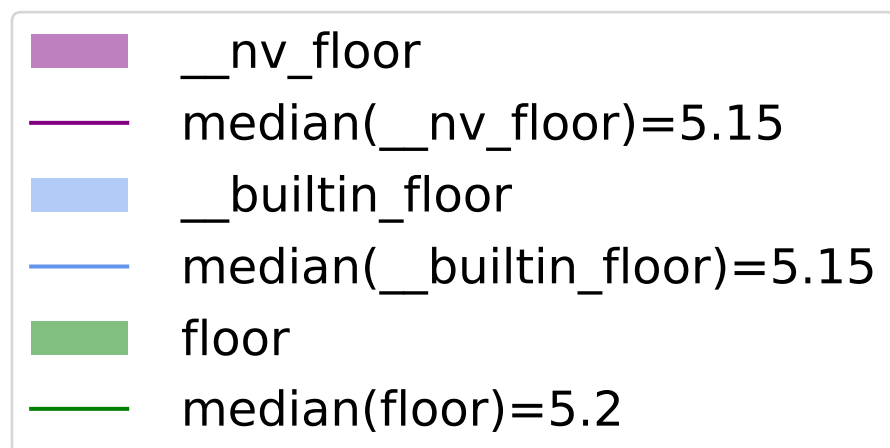 __nv_floor
median(__nv_floor)=5.15
__builtin_floor
median(__builtin_floor)=5.15
floor
median(floor)=5.2